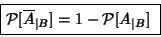 𝒫[A̅_{|B}] = 1 − 𝒫[A_{|B}]